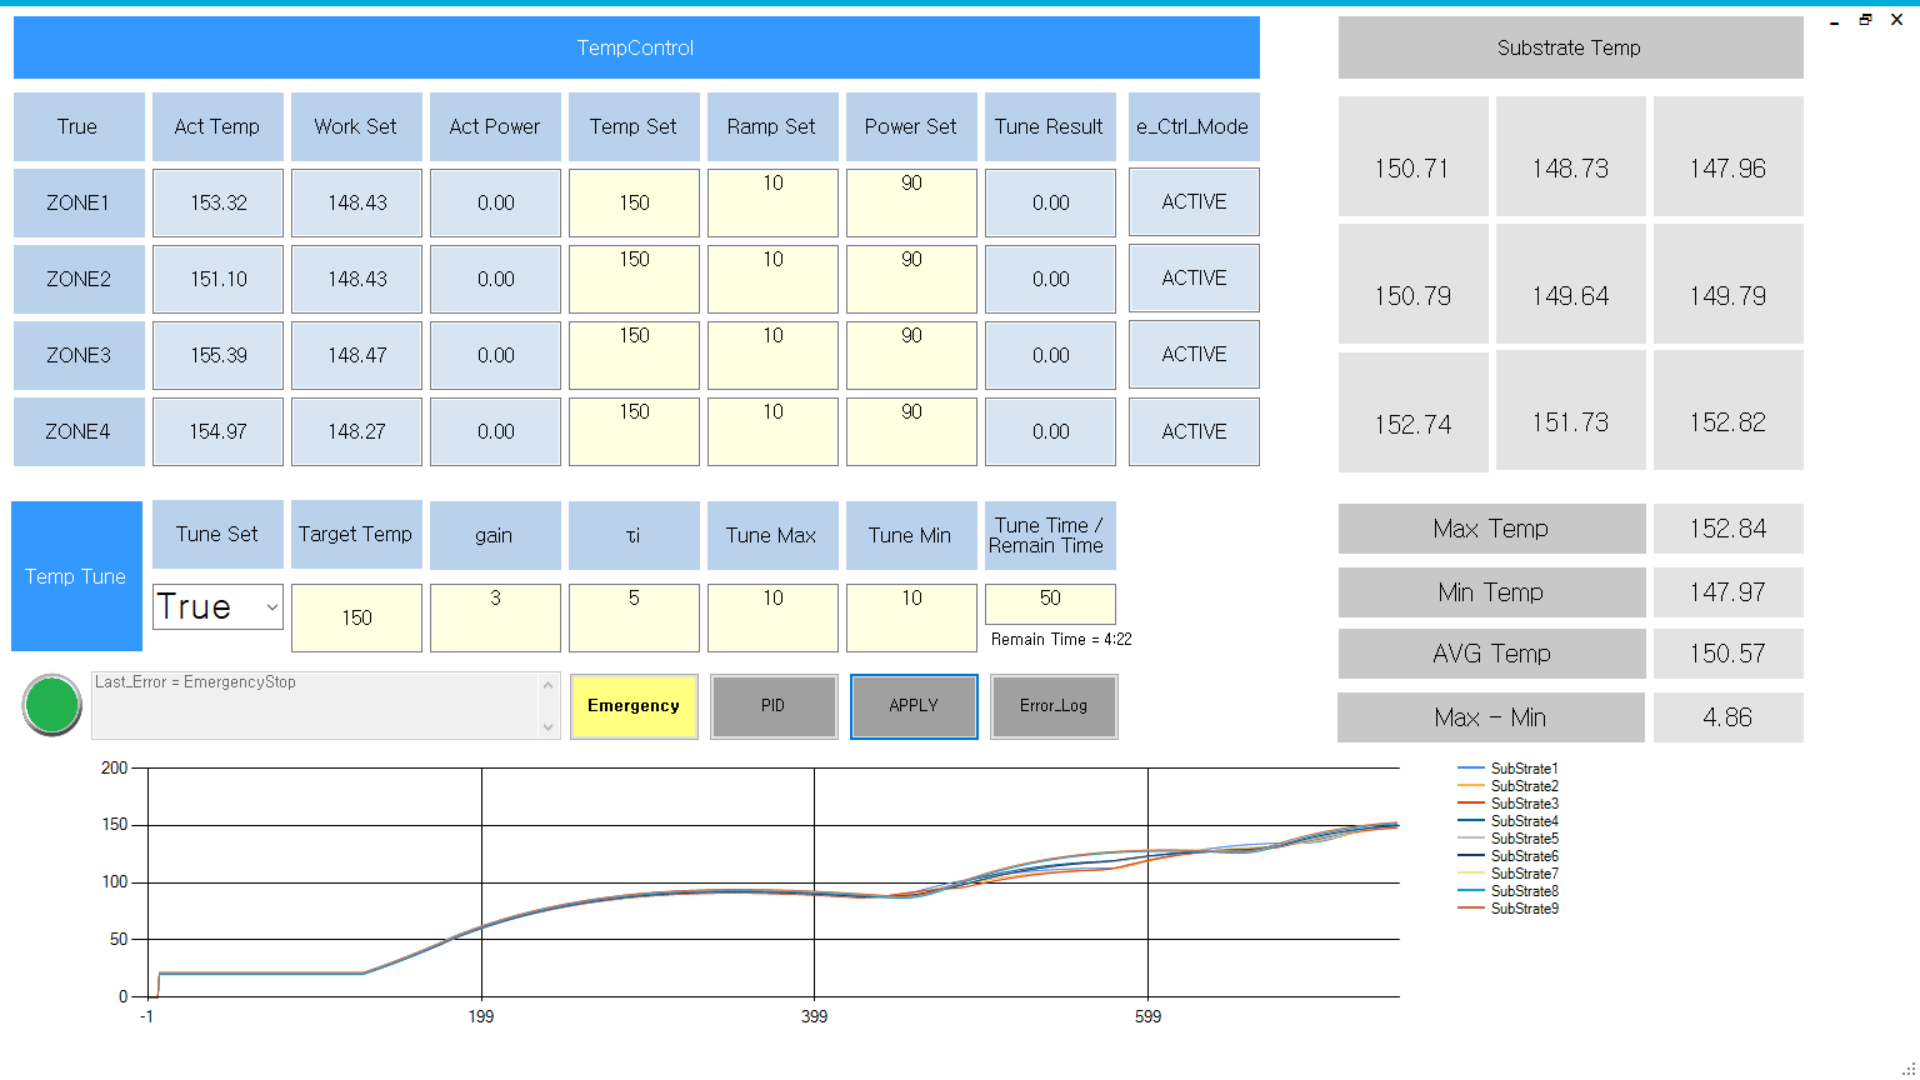 TempControl
Substrate Temp
True Act Temp Work Set Act Power Temp Set Ramp Set Power Set Tune Result e_Ctrl_Mode
ZONE1 153.32 148.43 0.00 150 10 90 0.00 ACTIVE
ZONE2 151.10 148.43 0.00 150 10 90 0.00 ACTIVE
ZONE3 155.39 148.47 0.00 150 10 90 0.00 ACTIVE
ZONE4 154.97 148.27 0.00 150 10 90 0.00 ACTIVE
150.71 148.73 147.96
150.79 149.64 149.79
152.74 151.73 152.82
Temp Tune
Tune Set Target Temp gain τi Tune Max Tune Min Tune Time /
Remain Time
True 150 3 5 10 10 50
Remain Time = 4:22
Max Temp 152.84
Min Temp 147.97
AVG Temp 150.57
Max - Min 4.86
Last_Error = EmergencyStop
Emergency PID APPLY Error_Log
200
150
100
50
0
-1 199 399 599
SubStrate1
SubStrate2
SubStrate3
SubStrate4
SubStrate5
SubStrate6
SubStrate7
SubStrate8
SubStrate9